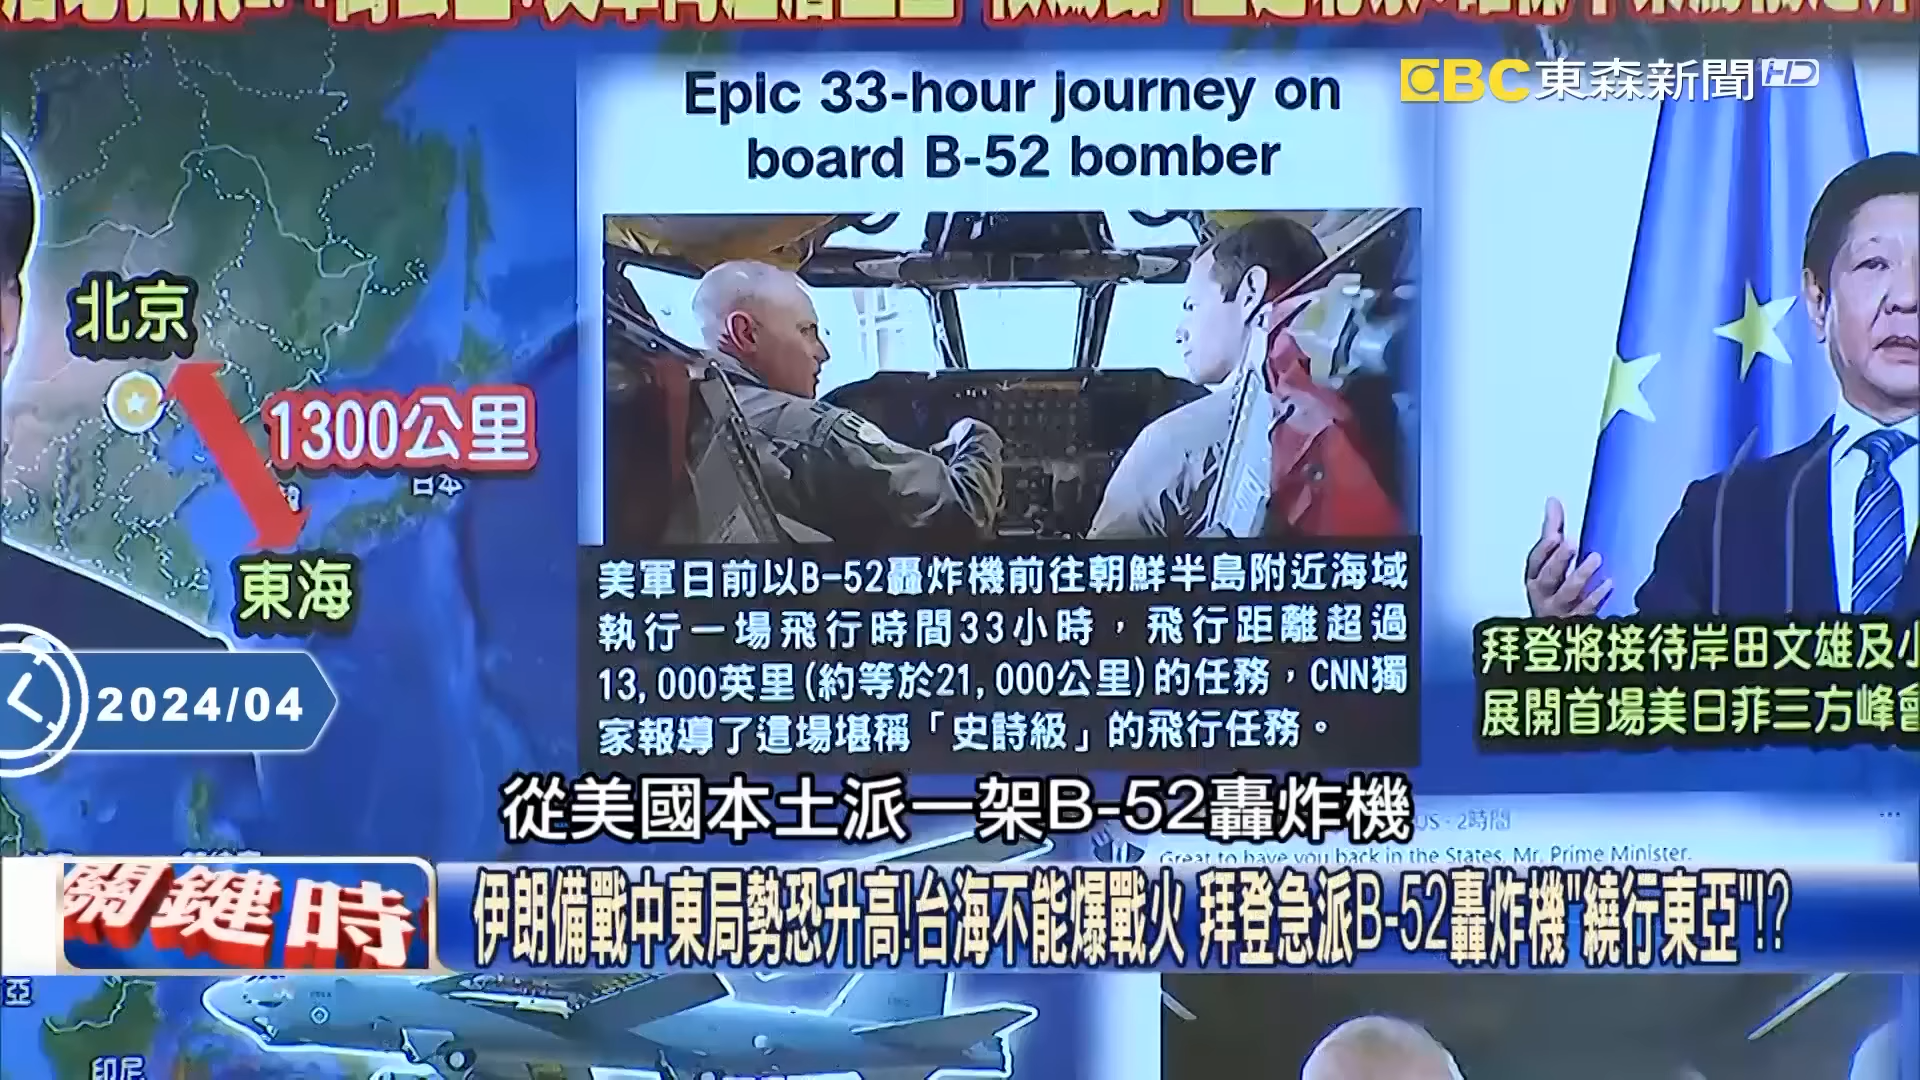 EBC東森新聞HD
Epic 33-hour journey on
board B-52 bomber
北京
1300公里
日本
東海
美軍日前以B-52轟炸機前往朝鮮半島附近海域
執行一場飛行時間33小時，飛行距離超過
13,000英里(約等於21,000公里)的任務，CNN獨
家報導了這場堪稱「史詩級」的飛行任務。
拜登將接待岸田文雄及小
展開首場美日菲三方峰會
2024/04
從美國本土派一架B-52轟炸機
US·2時間
Great to have you back in the States, Mr. Prime Minister.
關鍵時
伊朗備戰中東局勢恐升高!台海不能爆戰火 拜登急派B-52轟炸機"繞行東亞"!?
亞
印尼